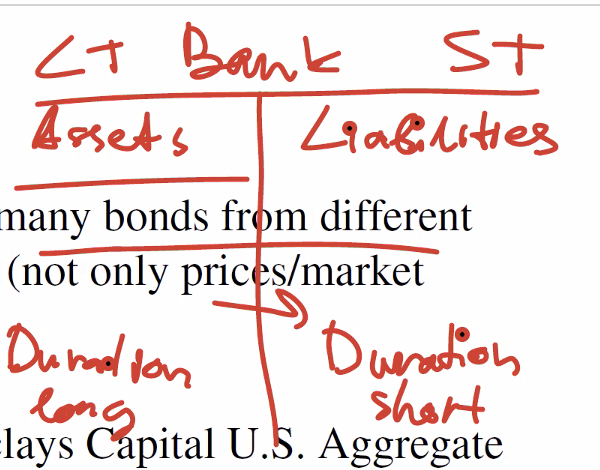 LT Bank ST
Assets Liabilities
many bonds from different
(not only prices/market
Duration Duration
long short
clays Capital U.S. Aggregate